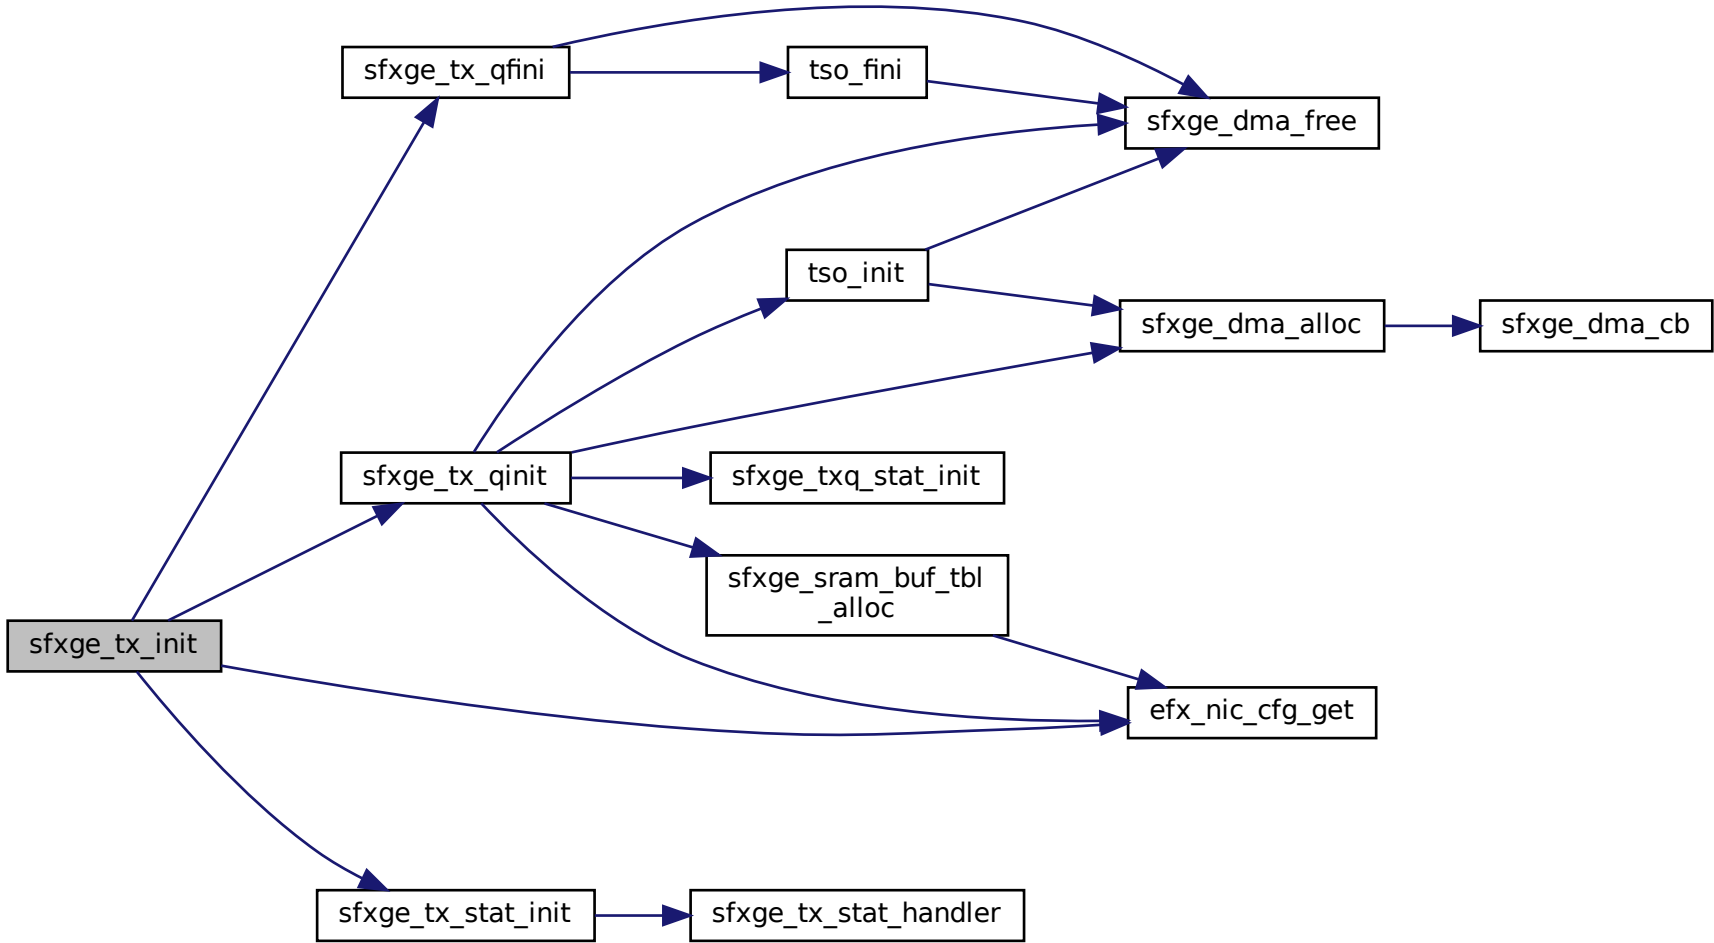 sfxge_tx_qfini
tso_fini
sfxge_dma_free
tso_init
sfxge_dma_alloc
sfxge_dma_cb
sfxge_tx_qinit
sfxge_txq_stat_init
sfxge_sram_buf_tbl
_alloc
sfxge_tx_init
efx_nic_cfg_get
sfxge_tx_stat_init
sfxge_tx_stat_handler